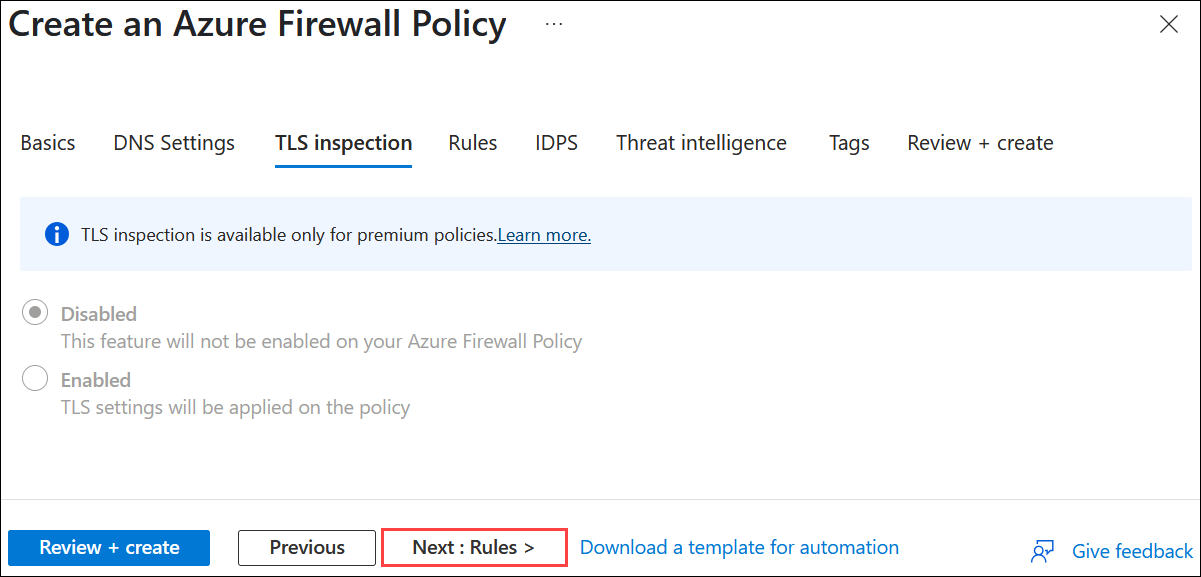 Create an Azure Firewall Policy ...
Basics DNS Settings TLS inspection Rules IDPS Threat intelligence Tags Review + create
TLS inspection is available only for premium policies.Learn more.
Disabled
This feature will not be enabled on your Azure Firewall Policy
Enabled
TLS settings will be applied on the policy
Review + create Previous Next : Rules > Download a template for automation Give feedback